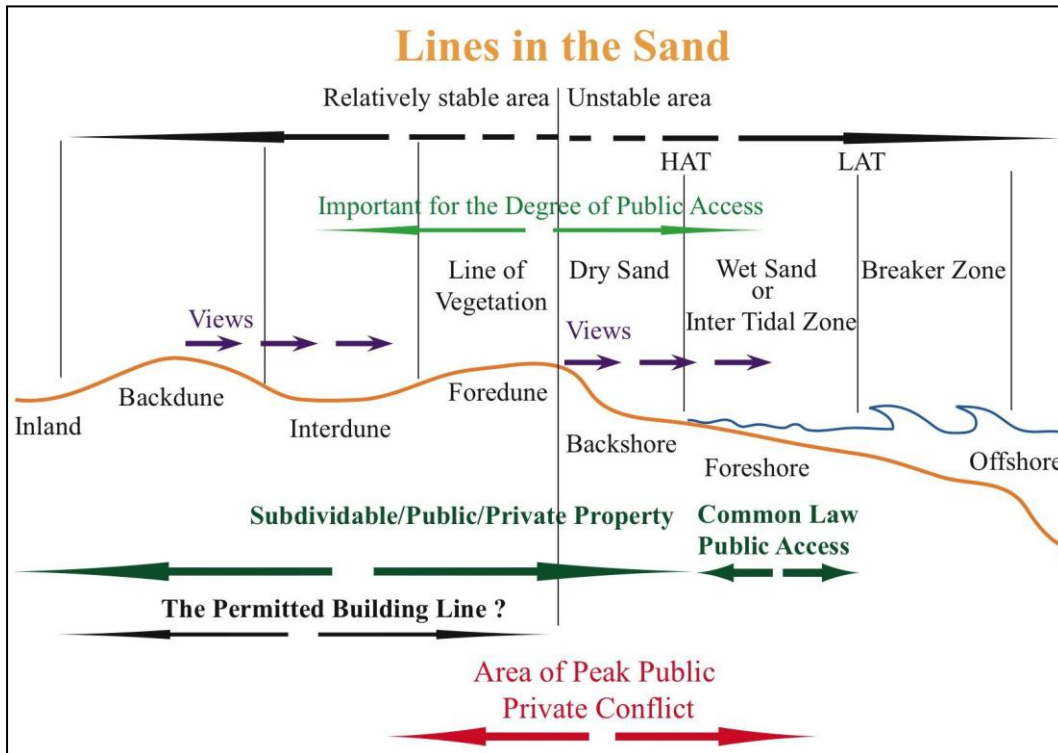 Lines in the Sand
Relatively stable area
Unstable area
HAT
LAT
Important for the Degree of Public Access
Line of
Vegetation
Dry Sand
Wet Sand
or
Inter Tidal Zone
Breaker Zone
Views
Views
Inland
Backdune
Interdune
Foredune
Backshore
Foreshore
Offshore
Subdividable/Public/Private Property
Common Law
Public Access
The Permitted Building Line ?
Area of Peak Public
Private Conflict